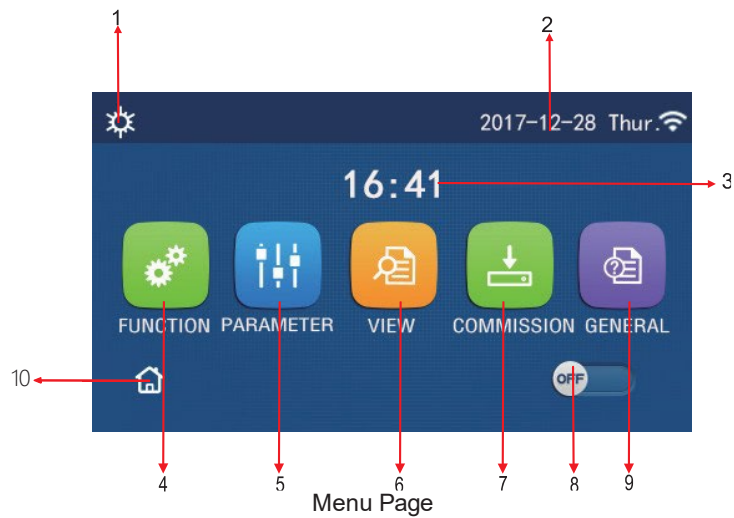 1
2
2017-12-28 Thur.
16:41
3
FUNCTION PARAMETER VIEW COMMISSION GENERAL
10
OFF
4 5 6 7 8 9
Menu Page